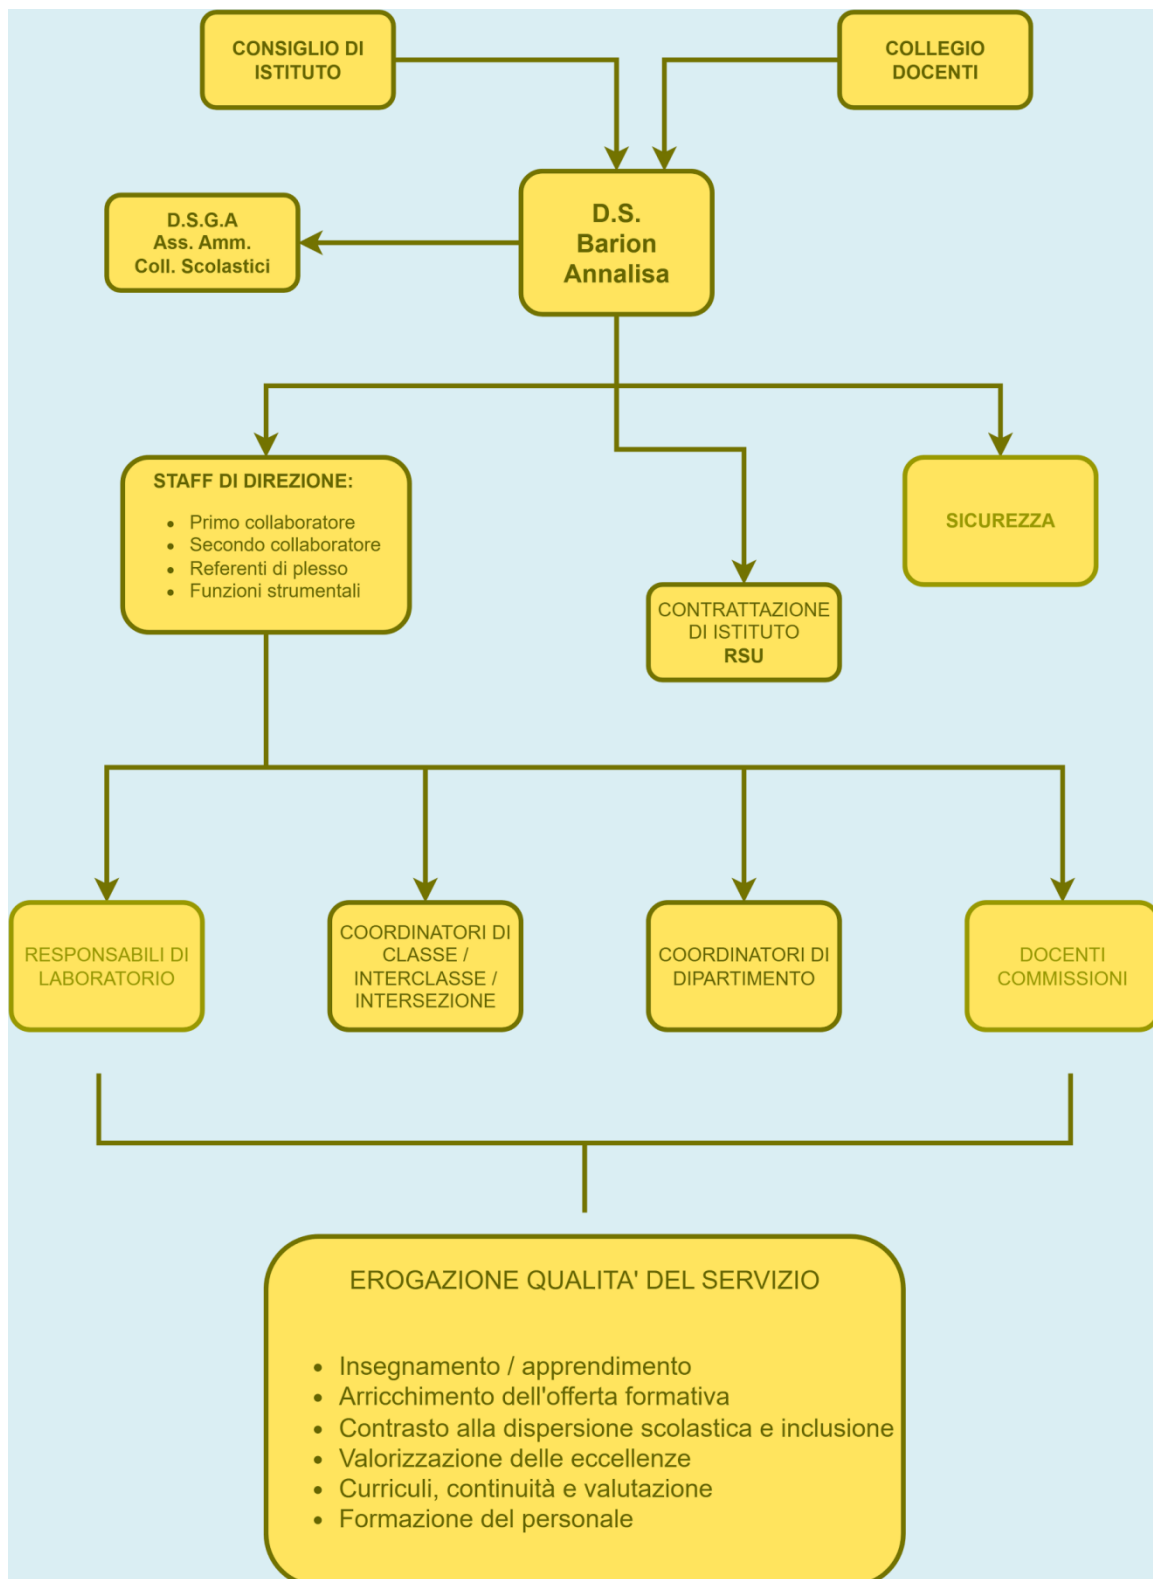 CONSIGLIO DI
ISTITUTO
COLLEGIO
DOCENTI
D.S.G.A
Ass. Amm.
Coll. Scolastici
D.S.
Barion
Annalisa
STAFF DI DIREZIONE:
• Primo collaboratore
• Secondo collaboratore
• Referenti di plesso
• Funzioni strumentali
CONTRATTAZIONE
DI ISTITUTO
RSU
SICUREZZA
RESPONSABILI DI
LABORATORIO
COORDINATORI DI
CLASSE /
INTERCLASSE /
INTERSEZIONE
COORDINATORI DI
DIPARTIMENTO
DOCENTI
COMMISSIONI
EROGAZIONE QUALITA' DEL SERVIZIO
• Insegnamento / apprendimento
• Arricchimento dell'offerta formativa
• Contrasto alla dispersione scolastica e inclusione
• Valorizzazione delle eccellenze
• Curriculi, continuità e valutazione
• Formazione del personale